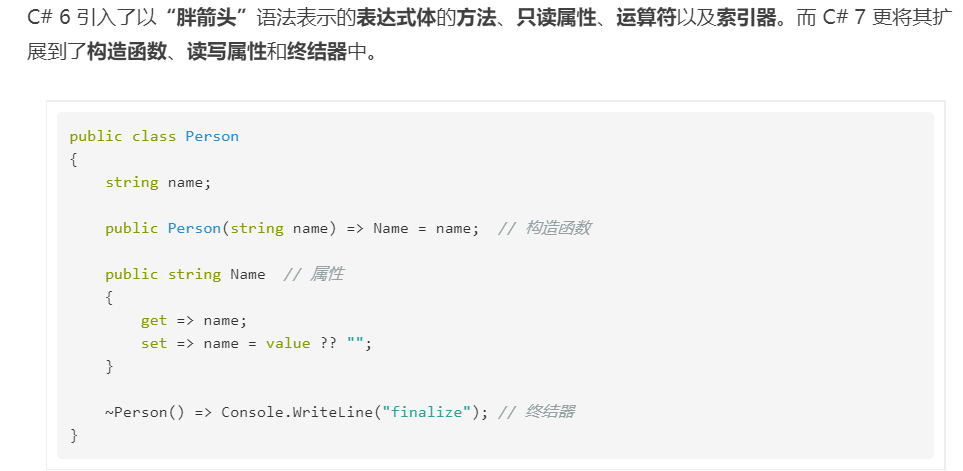 C# 6 引入了以“胖箭头”语法表示的表达式体的方法、只读属性、运算符以及索引器。而 C# 7 更将其扩
展到了构造函数、读写属性和终结器中。
public class Person
{
    string name;
    public Person(string name) => Name = name;  // 构造函数
    public string Name  // 属性
    {
        get => name;
        set => name = value ?? "";
    }
    ~Person() => Console.WriteLine("finalize"); // 终结器
}